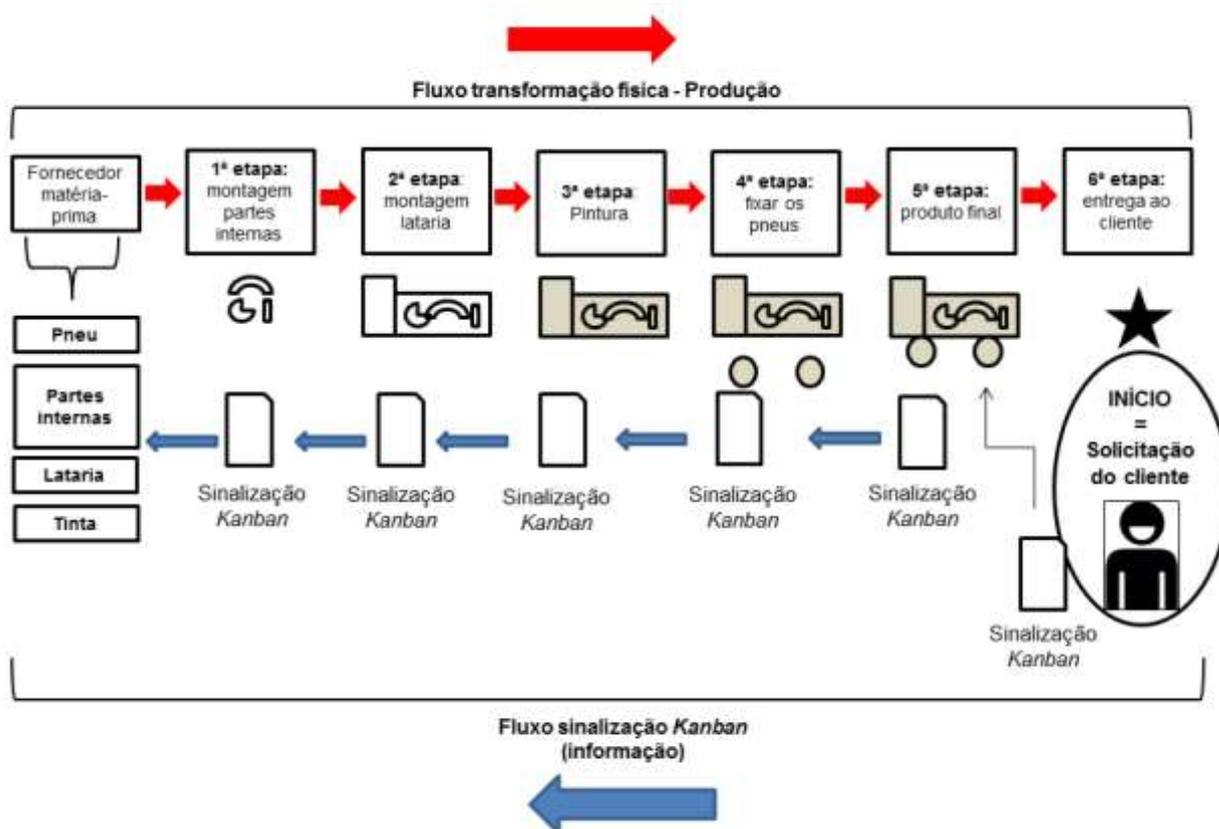 Fluxo transformação fisica - Produção
Fornecedor
matéria-
prima
1ª etapa:
montagem
partes
internas
2ª etapa:
montagem
lataria
3ª etapa:
Pintura
4ª etapa:
fixar os
pneus
5ª etapa:
produto final
6ª etapa:
entrega ao
cliente
Pneu
Partes
internas
Lataria
Tinta
Sinalização
Kanban
Sinalização
Kanban
Sinalização
Kanban
Sinalização
Kanban
Sinalização
Kanban
INÍCIO
=
Solicitação
do cliente
Sinalização
Kanban
Fluxo sinalização Kanban
(informação)